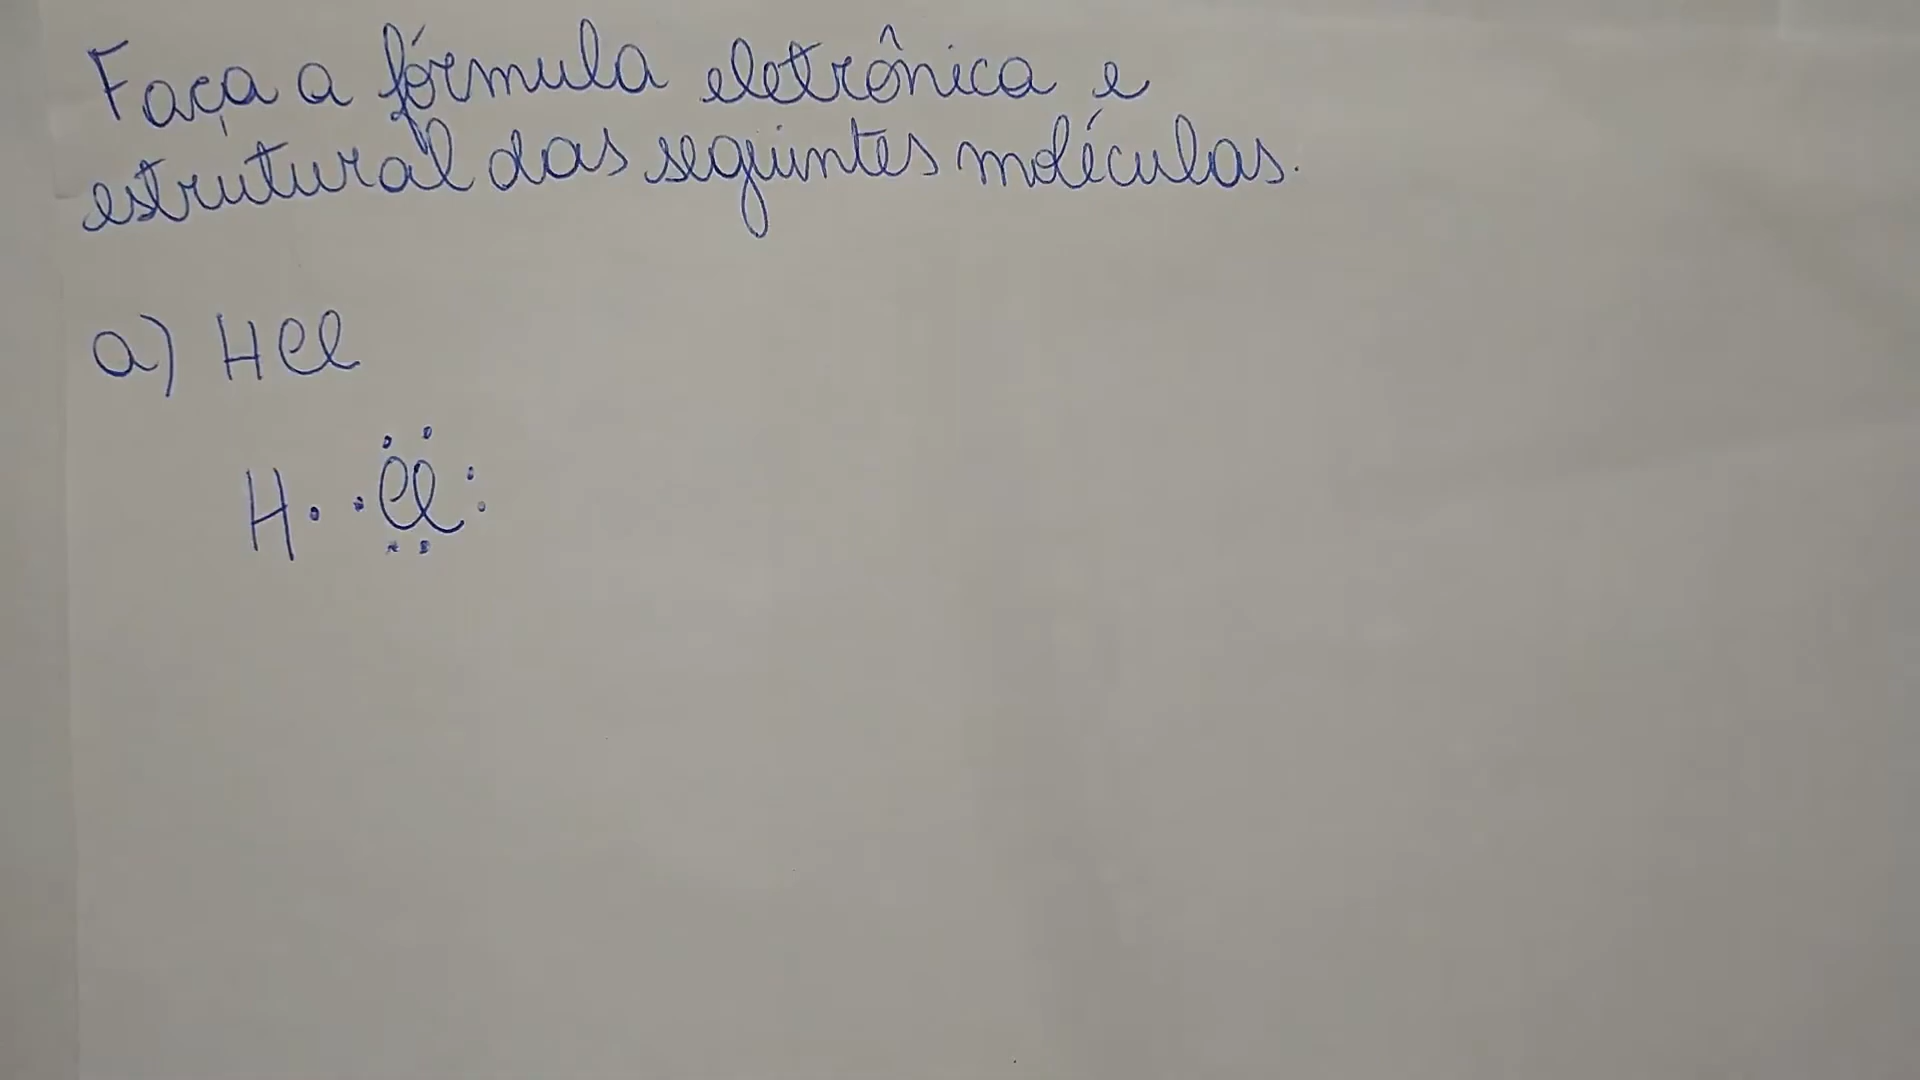 Faça a fórmula eletrônica e
estrutural das seguintes moléculas.
a) HCl
H· ·Cl: